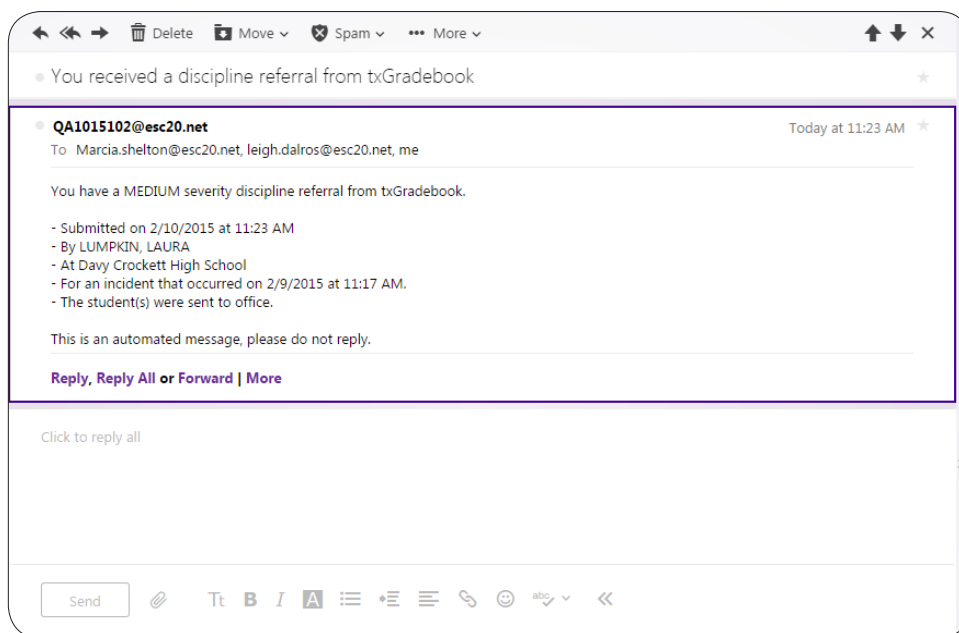 Delete Move Spam ••• More
You received a discipline referral from txGradebook
QA1015102@esc20.net Today at 11:23 AM
To Marcia.shelton@esc20.net, leigh.dalros@esc20.net, me
You have a MEDIUM severity discipline referral from txGradebook.
- Submitted on 2/10/2015 at 11:23 AM
- By LUMPKIN, LAURA
- At Davy Crockett High School
- For an incident that occurred on 2/9/2015 at 11:17 AM.
- The student(s) were sent to office.
This is an automated message, please do not reply.
Reply, Reply All or Forward | More
Click to reply all
Send Tt B I A abc